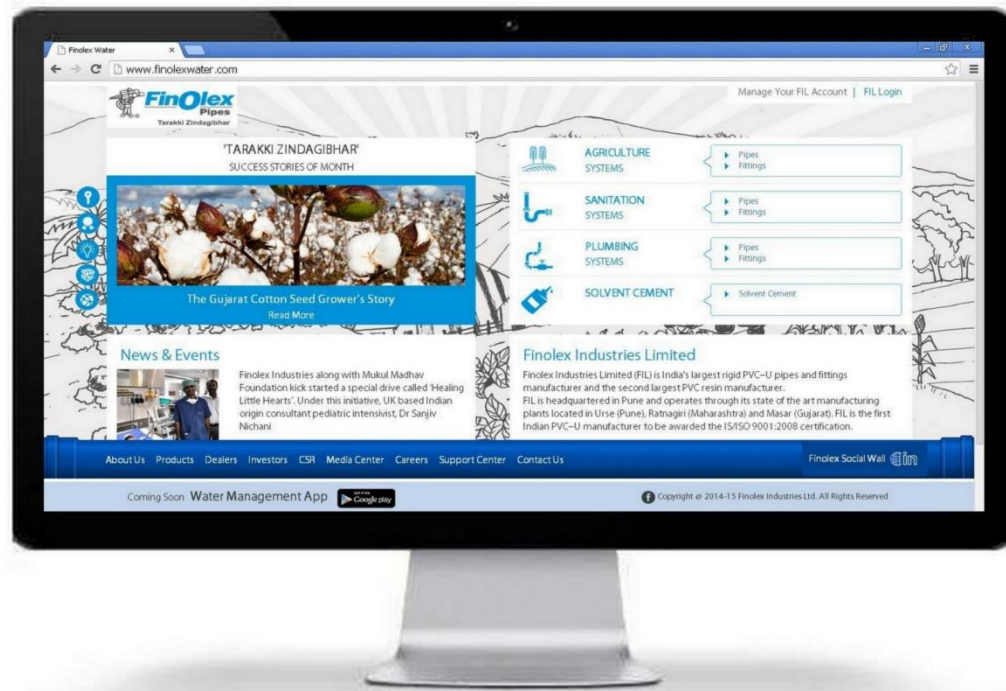 Finolex Water
www.finolexwater.com
FinOlex
Pipes
Tarakki Zindagibhar
Manage Your FIL Account | FIL Login
'TARAKKI ZINDAGIBHAR'
SUCCESS STORIES OF MONTH
The Gujarat Cotton Seed Grower's Story
Read More
AGRICULTURE
SYSTEMS
Pipes
Fittings
SANITATION
SYSTEMS
Pipes
Fittings
PLUMBING
SYSTEMS
Pipes
Fittings
SOLVENT CEMENT
Solvent Cement
News & Events
Finolex Industries along with Mukul Madhav
Foundation kick started a special drive called 'Healing
Little Hearts'. Under this initiative, UK based Indian
origin consultant pediatric intensivist, Dr Sanjiv
Nichani
Finolex Industries Limited
Finolex Industries Limited (FIL) is India's largest rigid PVC-U pipes and fittings
manufacturer and the second largest PVC resin manufacturer.
FIL is headquartered in Pune and operates through its state of the art manufacturing
plants located in Urse (Pune), Ratnagiri (Maharashtra) and Masar (Gujarat). FIL is the first
Indian PVC-U manufacturer to be awarded the IS/ISO 9001:2008 certification.
About Us Products Dealers Investors CSR Media Center Careers Support Center Contact Us
Finolex Social Wall in
Coming Soon Water Management App
Google play
f Copyright @ 2014-15 Finolex Industries Ltd. All Rights Reserved